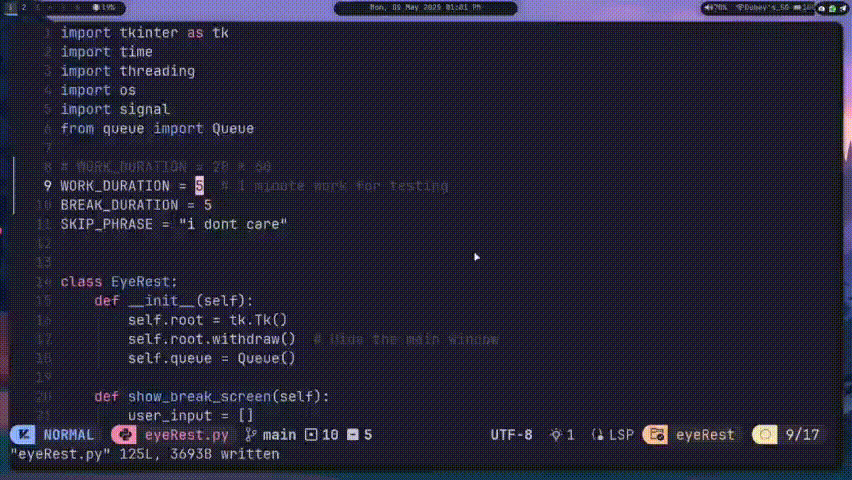 1 2
19%
Mon, 05 May 2025 01:01 PM
70% Dubey's_5G
1 import tkinter as tk
2 import time
3 import threading
4 import os
5 import signal
6 from queue import Queue
7
8 # WORK_DURATION = 20 * 60
9 WORK_DURATION = 5 # 1 minute work for testing
10 BREAK_DURATION = 5
11 SKIP_PHRASE = "i dont care"
12
13
14 class EyeRest:
15 def __init__(self):
16 self.root = tk.Tk()
17 self.root.withdraw() # Hide the main window
18 self.queue = Queue()
19
20 def show_break_screen(self):
21 user_input = []
NORMAL eyeRest.py main 10 5 UTF-8 1 LSP eyeRest 9/17
"eyeRest.py" 125L, 3693B written